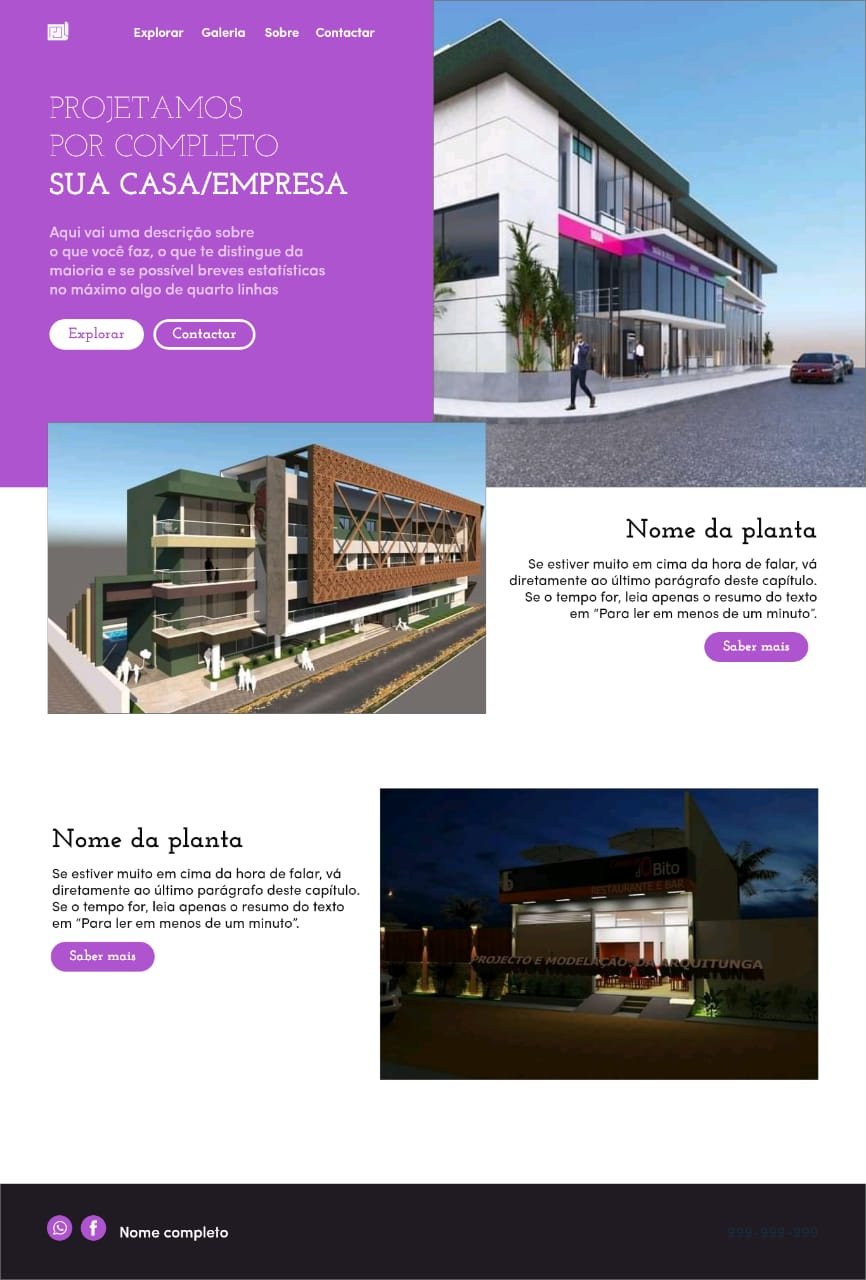 Explorar Galeria Sobre Contactar
PROJETAMOS
POR COMPLETO
SUA CASA/EMPRESA
Aqui vai uma descrição sobre
o que você faz, o que te distingue da
maioria e se possível breves estatísticas
no máximo algo de quarto linhas
Explorar Contactar
Nome da planta
Se estiver muito em cima da hora de falar, vá
diretamente ao último parágrafo deste capítulo.
Se o tempo for, leia apenas o resumo do texto
em “Para ler em menos de um minuto”.
Saber mais
Nome da planta
Se estiver muito em cima da hora de falar, vá
diretamente ao último parágrafo deste capítulo.
Se o tempo for, leia apenas o resumo do texto
em “Para ler em menos de um minuto”.
Saber mais
d'O Bito
RESTAURANTE E BAR
PROJECTO E MODELAÇÃO, DA ARQUITUNGA
Nome completo
999-999-999